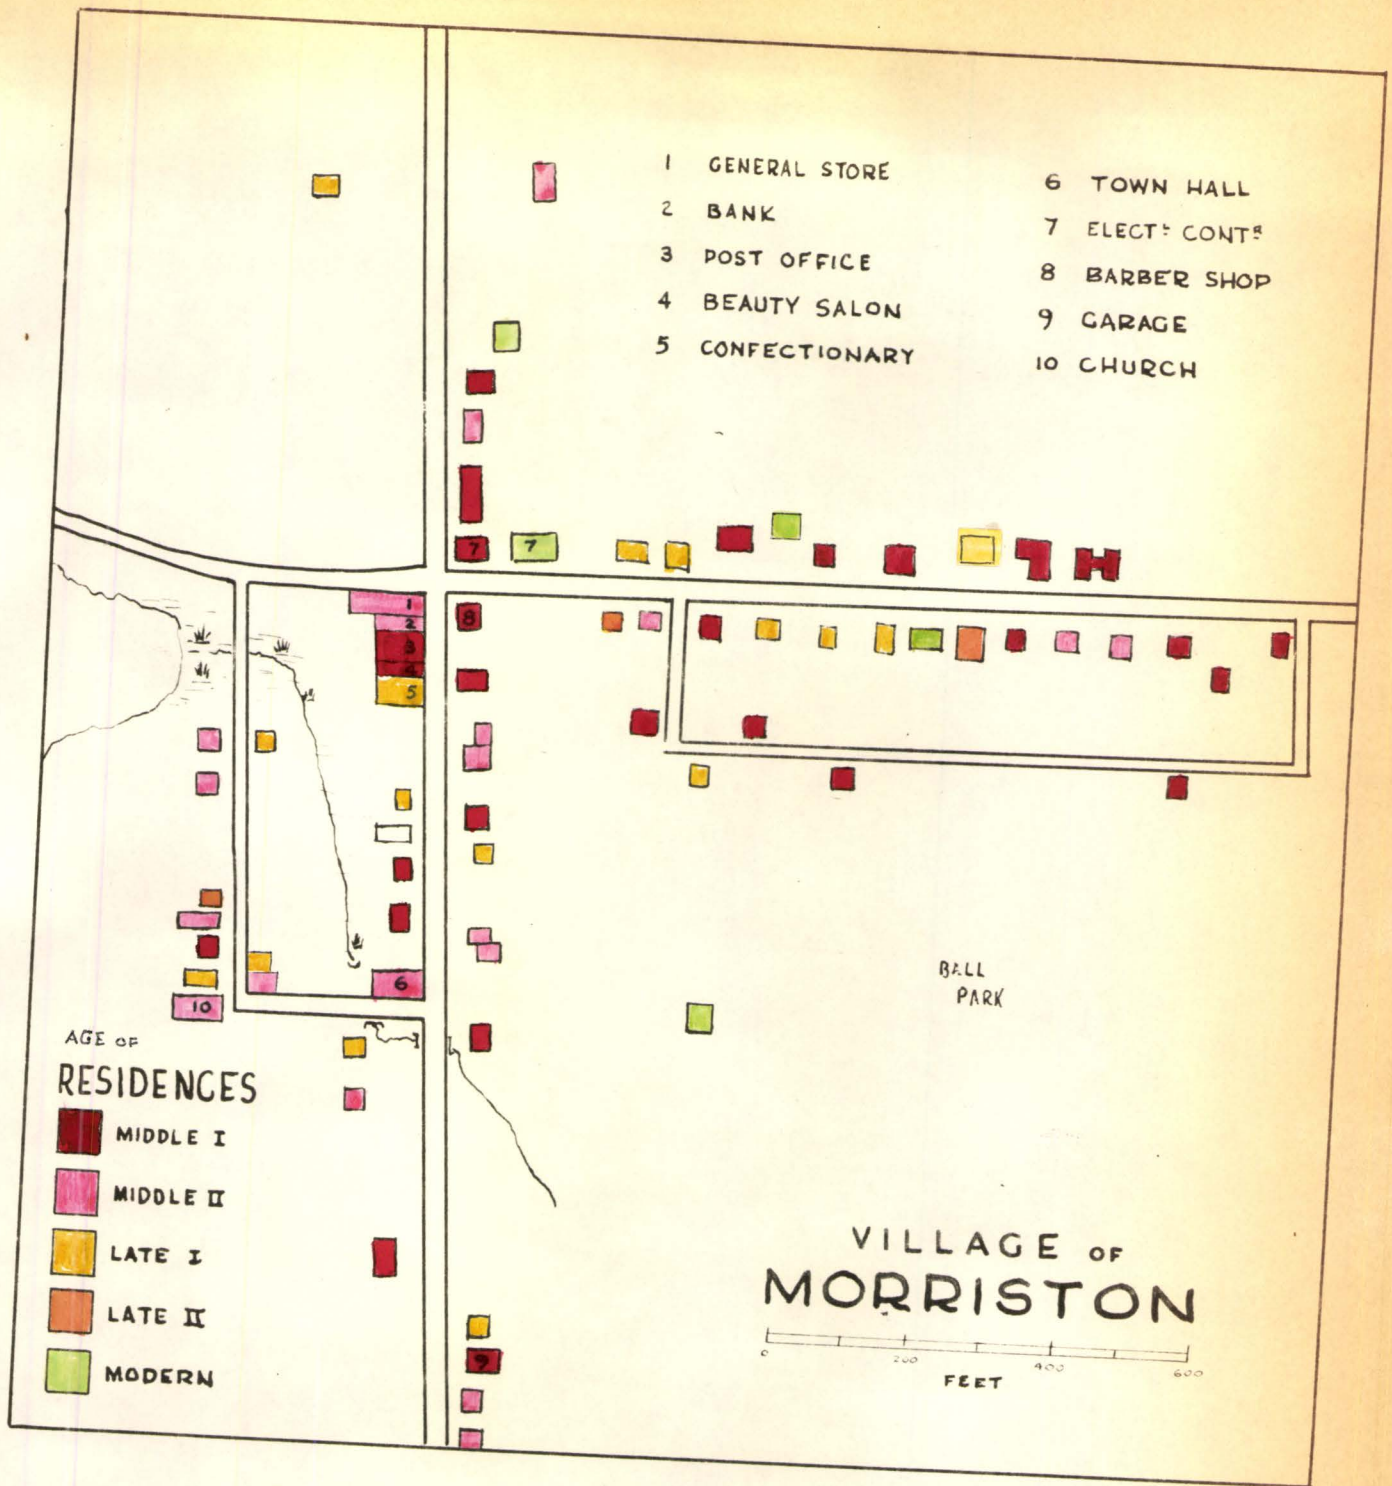 1 GENERAL STORE
2 BANK
3 POST OFFICE
4 BEAUTY SALON
5 CONFECTIONARY
6 TOWN HALL
7 ELECT͟L CONTR
8 BARBER SHOP
9 GARAGE
10 CHURCH
7
7
1
2
3
4
5
8
6
10
9
BALL
PARK
AGE OF
RESIDENCES
MIDDLE I
MIDDLE II
LATE I
LATE II
MODERN
VILLAGE OF
MORRISTON
0 200 400 600
FEET